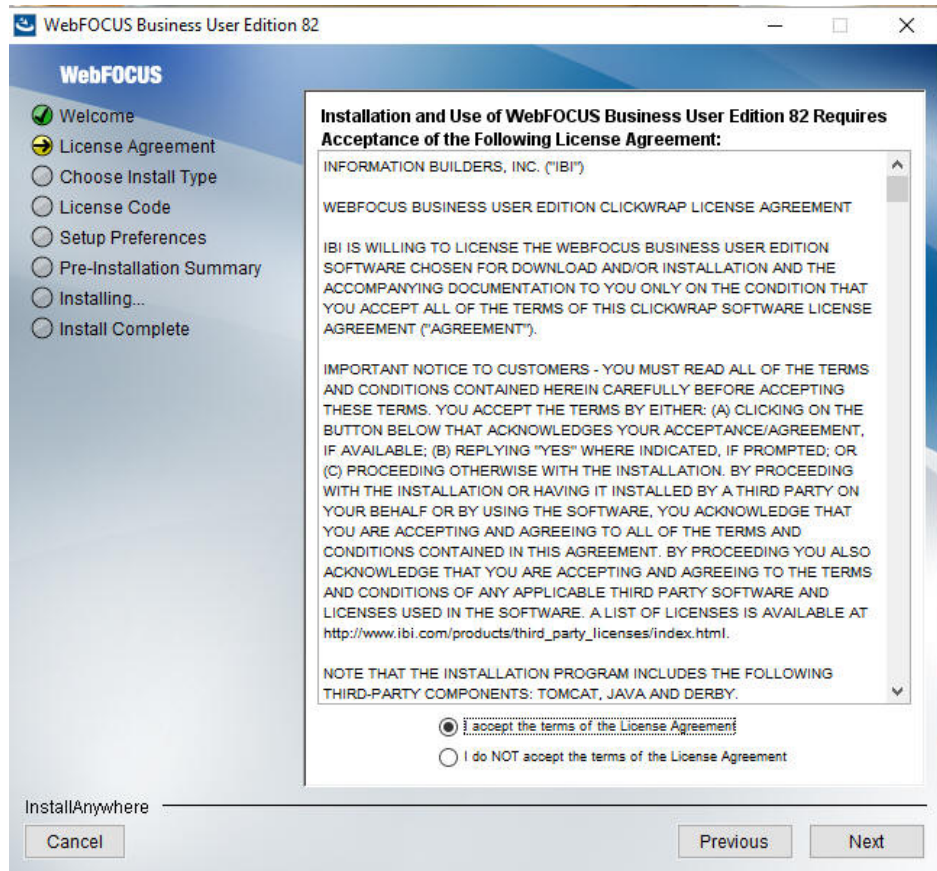 WebFOCUS Business User Edition 82
WebFOCUS
Welcome
License Agreement
Choose Install Type
License Code
Setup Preferences
Pre-Installation Summary
Installing...
Install Complete
Installation and Use of WebFOCUS Business User Edition 82 Requires
Acceptance of the Following License Agreement:
INFORMATION BUILDERS, INC. ("IBI")
WEBFOCUS BUSINESS USER EDITION CLICKWRAP LICENSE AGREEMENT
IBI IS WILLING TO LICENSE THE WEBFOCUS BUSINESS USER EDITION
SOFTWARE CHOSEN FOR DOWNLOAD AND/OR INSTALLATION AND THE
ACCOMPANYING DOCUMENTATION TO YOU ONLY ON THE CONDITION THAT
YOU ACCEPT ALL OF THE TERMS OF THIS CLICKWRAP SOFTWARE LICENSE
AGREEMENT ("AGREEMENT").
IMPORTANT NOTICE TO CUSTOMERS - YOU MUST READ ALL OF THE TERMS
AND CONDITIONS CONTAINED HEREIN CAREFULLY BEFORE ACCEPTING
THESE TERMS. YOU ACCEPT THE TERMS BY EITHER: (A) CLICKING ON THE
BUTTON BELOW THAT ACKNOWLEDGES YOUR ACCEPTANCE/AGREEMENT,
IF AVAILABLE; (B) REPLYING "YES" WHERE INDICATED, IF PROMPTED; OR
(C) PROCEEDING OTHERWISE WITH THE INSTALLATION. BY PROCEEDING
WITH THE INSTALLATION OR HAVING IT INSTALLED BY A THIRD PARTY ON
YOUR BEHALF OR BY USING THE SOFTWARE, YOU ACKNOWLEDGE THAT
YOU ARE ACCEPTING AND AGREEING TO ALL OF THE TERMS AND
CONDITIONS CONTAINED IN THIS AGREEMENT. BY PROCEEDING YOU ALSO
ACKNOWLEDGE THAT YOU ARE ACCEPTING AND AGREEING TO THE TERMS
AND CONDITIONS OF ANY APPLICABLE THIRD PARTY SOFTWARE AND
LICENSES USED IN THE SOFTWARE. A LIST OF LICENSES IS AVAILABLE AT
http://www.ibi.com/products/third_party_licenses/index.html.
NOTE THAT THE INSTALLATION PROGRAM INCLUDES THE FOLLOWING
THIRD-PARTY COMPONENTS: TOMCAT, JAVA AND DERBY.
I accept the terms of the License Agreement
I do NOT accept the terms of the License Agreement
InstallAnywhere
Cancel
Previous
Next